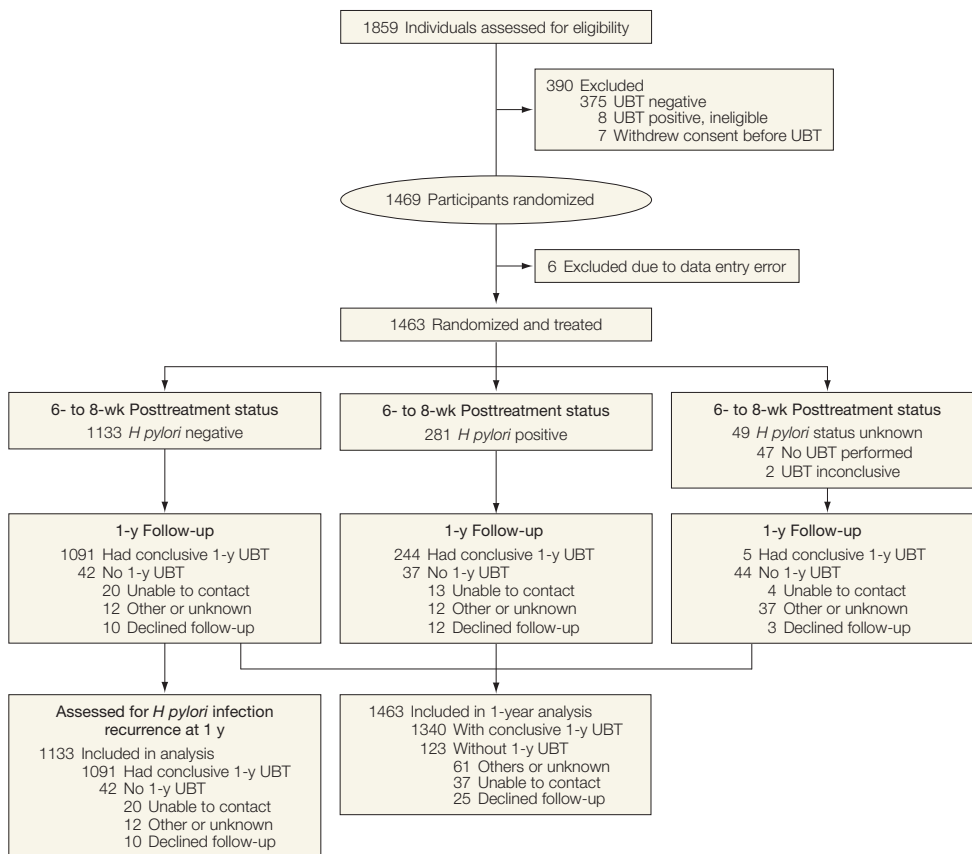 1859 Individuals assessed for eligibility
390 Excluded
375 UBT negative
8 UBT positive, ineligible
7 Withdrew consent before UBT
1469 Participants randomized
6 Excluded due to data entry error
1463 Randomized and treated
6- to 8-wk Posttreatment status
1133 H pylori negative
6- to 8-wk Posttreatment status
281 H pylori positive
6- to 8-wk Posttreatment status
49 H pylori status unknown
47 No UBT performed
2 UBT inconclusive
1-y Follow-up
1091 Had conclusive 1-y UBT
42 No 1-y UBT
20 Unable to contact
12 Other or unknown
10 Declined follow-up
1-y Follow-up
244 Had conclusive 1-y UBT
37 No 1-y UBT
13 Unable to contact
12 Other or unknown
12 Declined follow-up
1-y Follow-up
5 Had conclusive 1-y UBT
44 No 1-y UBT
4 Unable to contact
37 Other or unknown
3 Declined follow-up
Assessed for H pylori infection
recurrence at 1 y
1133 Included in analysis
1091 Had conclusive 1-y UBT
42 No 1-y UBT
20 Unable to contact
12 Other or unknown
10 Declined follow-up
1463 Included in 1-year analysis
1340 With conclusive 1-y UBT
123 Without 1-y UBT
61 Others or unknown
37 Unable to contact
25 Declined follow-up